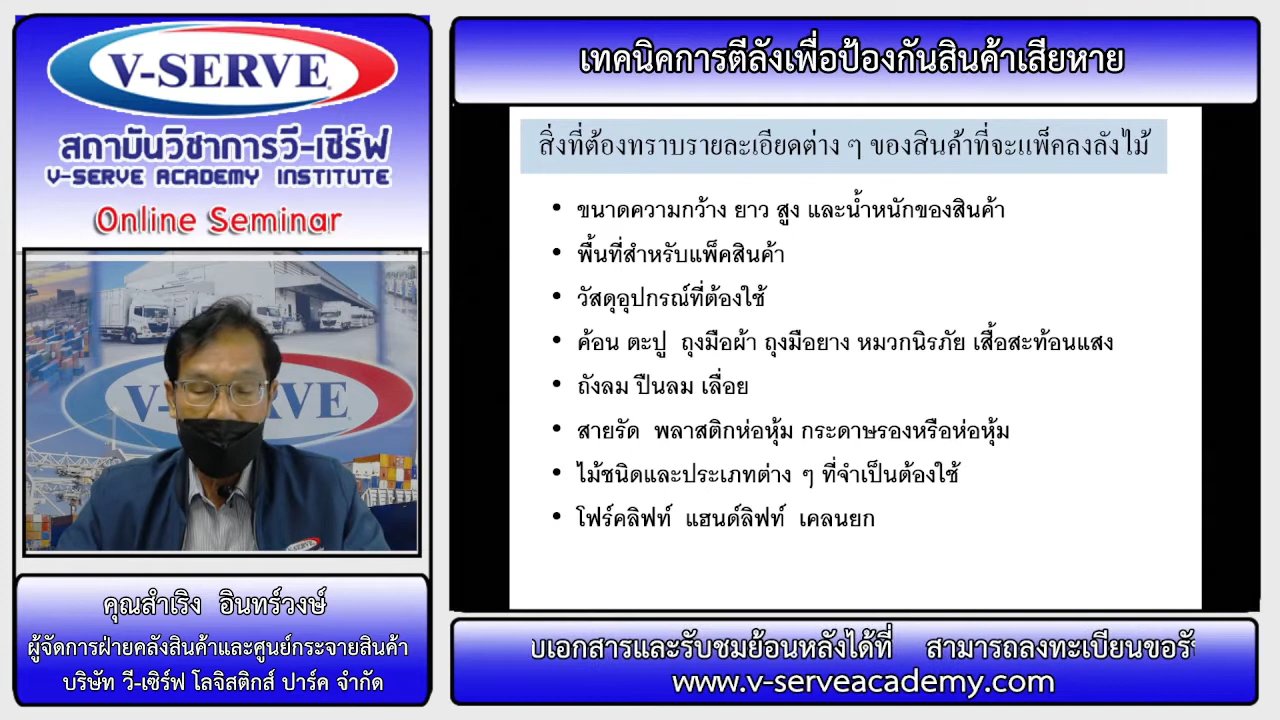 V-SERVE
สถาบันวิชาการวี-เซิร์ฟ
V-SERVE ACADEMY INSTITUTE
Online Seminar
V-SERVE
V-SERVE
คุณสำเริง อินทร์วงษ์
ผู้จัดการฝ่ายคลังสินค้าและศูนย์กระจายสินค้า
บริษัท วี-เซิร์ฟ โลจิสติกส์ ปาร์ค จำกัด
เทคนิคการตีลังเพื่อป้องกันสินค้าเสียหาย
สิ่งที่ต้องทราบรายละเอียดต่าง ๆ ของสินค้าที่จะแพ็คลงลังไม้
• ขนาดความกว้าง ยาว สูง และน้ำหนักของสินค้า
• พื้นที่สำหรับแพ็คสินค้า
• วัสดุอุปกรณ์ที่ต้องใช้
• ค้อน ตะปู ถุงมือผ้า ถุงมือยาง หมวกนิรภัย เสื้อสะท้อนแสง
• ถังลม ปืนลม เลื่อย
• สายรัด พลาสติกห่อหุ้ม กระดาษรองหรือห่อหุ้ม
• ไม้ชนิดและประเภทต่าง ๆ ที่จำเป็นต้องใช้
• โฟร์คลิฟท์ แฮนด์ลิฟท์ เคลนยก
บเอกสารและรับชมย้อนหลังได้ที่ สามารถลงทะเบียนขอรั
www.v-serveacademy.com